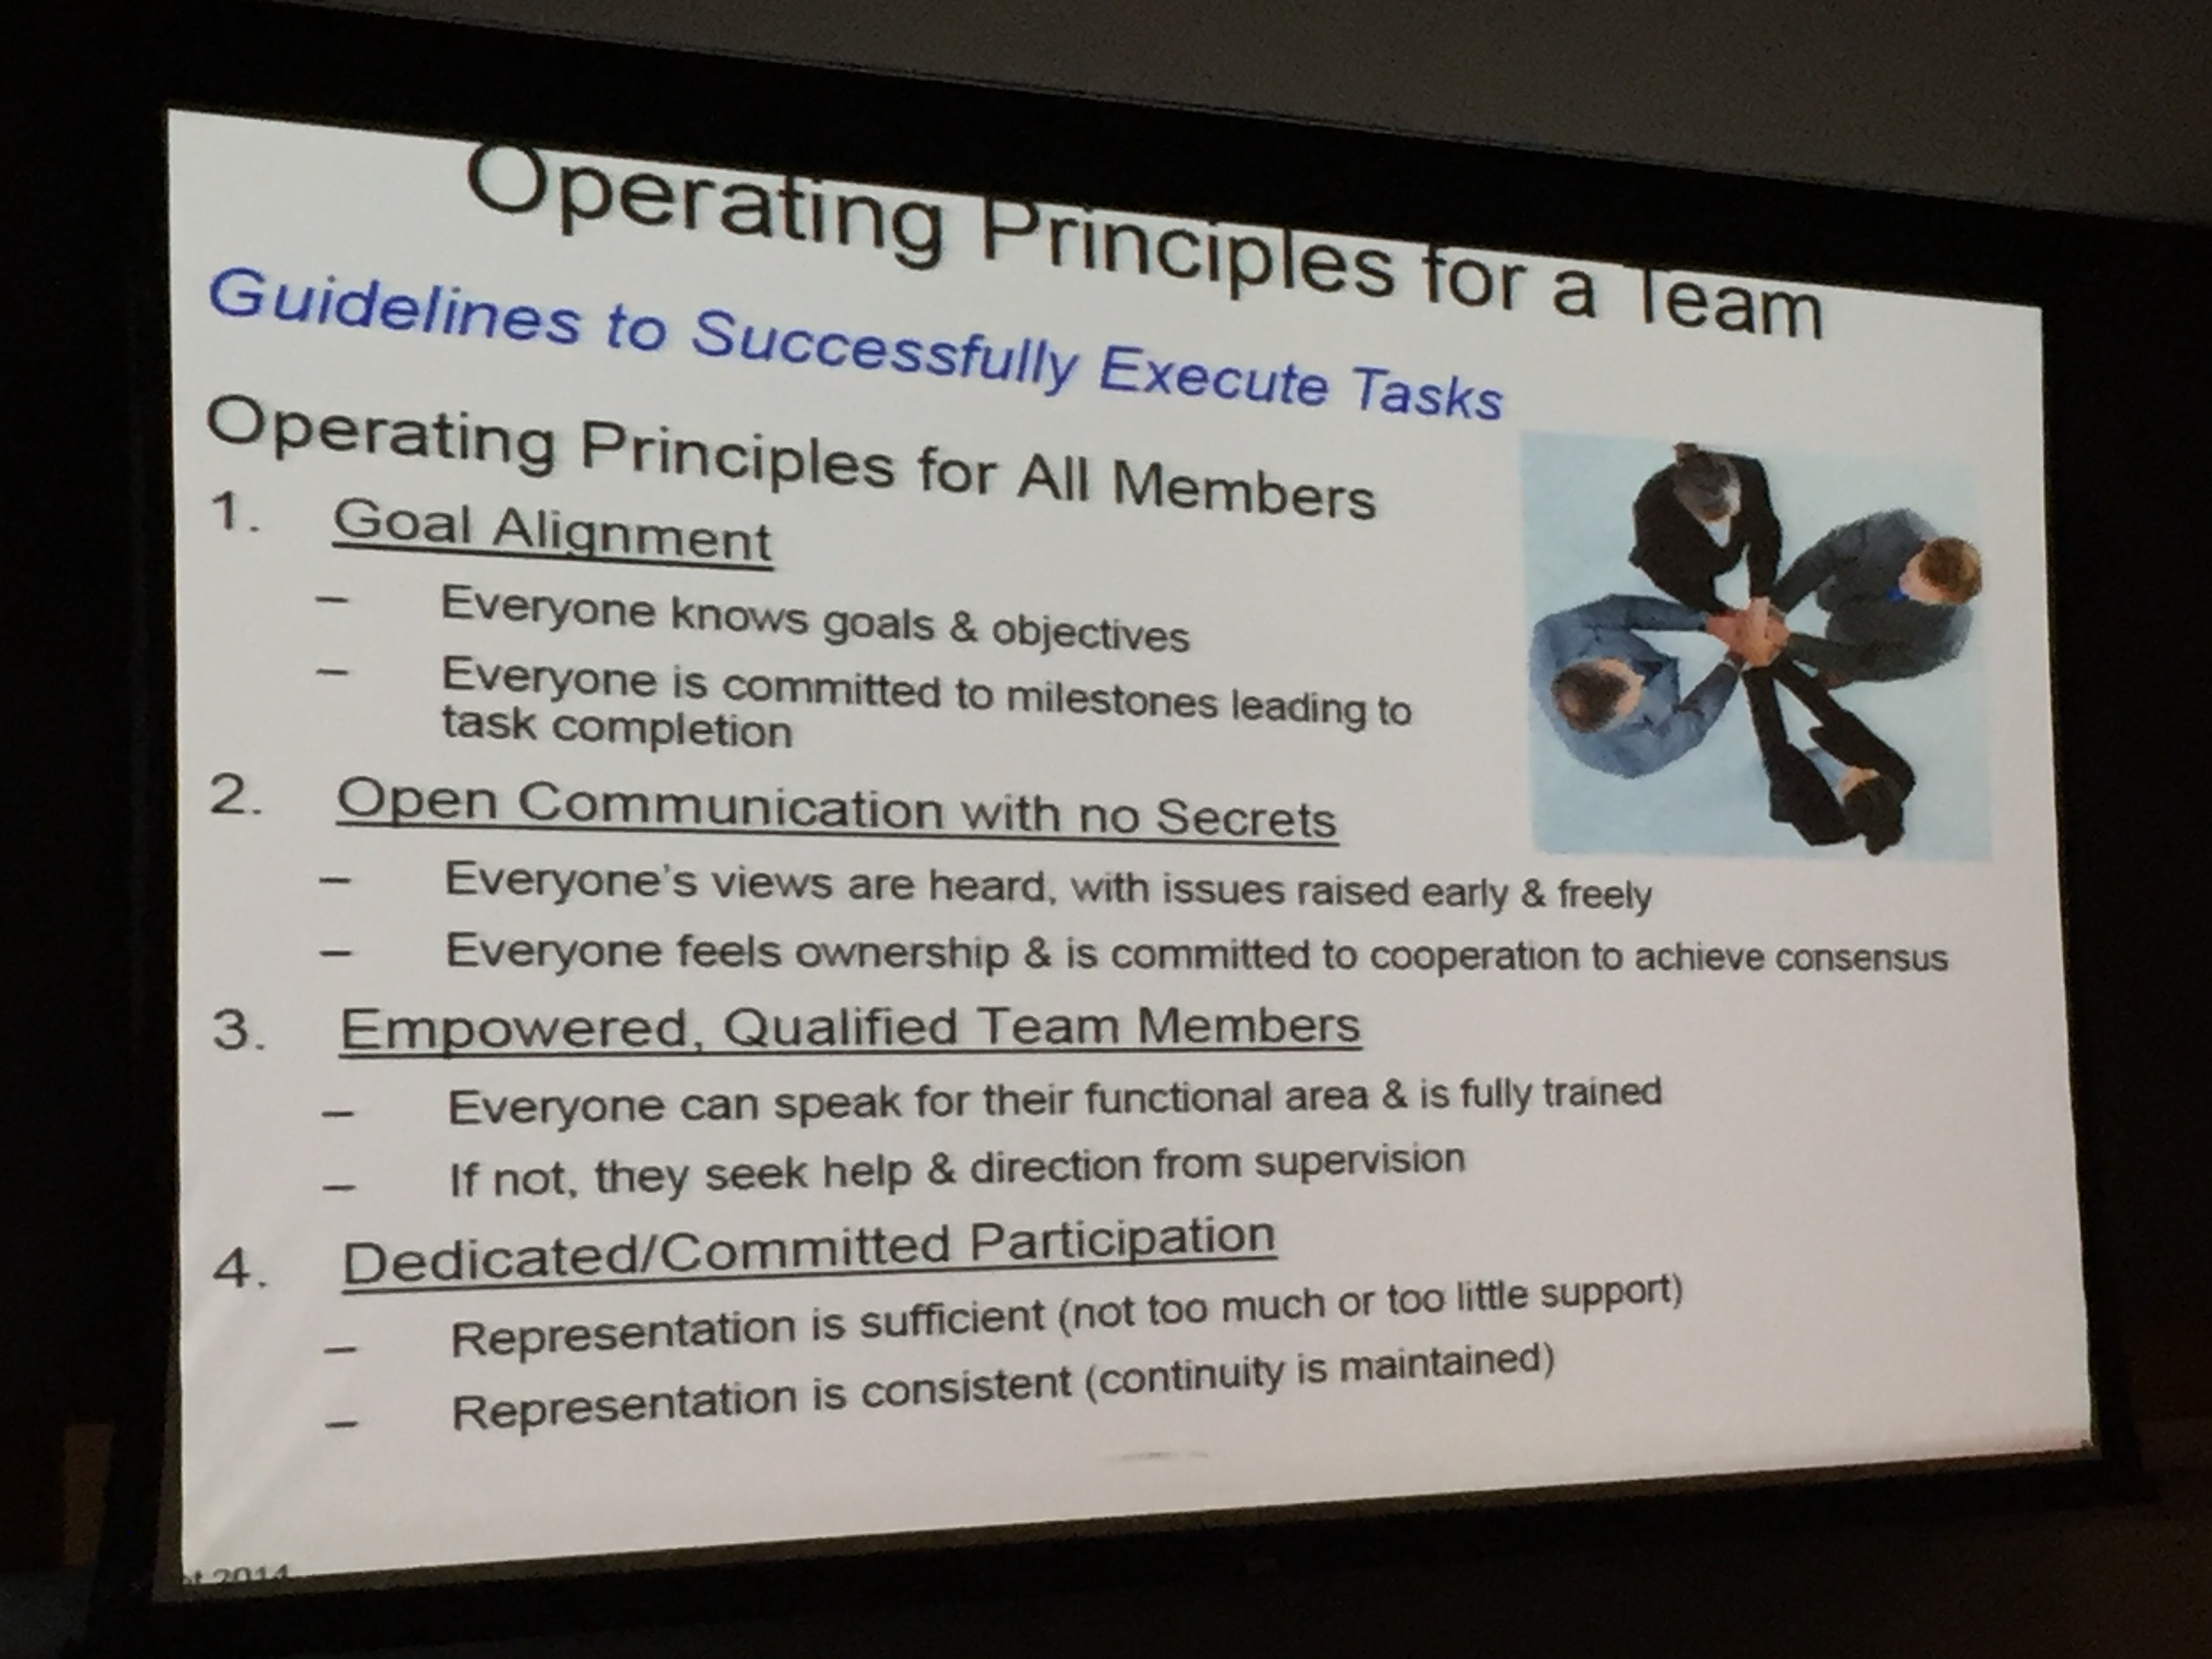 Operating Principles for a Team
Guidelines to Successfully Execute Tasks
Operating Principles for All Members
1. Goal Alignment
– Everyone knows goals & objectives
– Everyone is committed to milestones leading to
task completion
2. Open Communication with no Secrets
– Everyone's views are heard, with issues raised early & freely
– Everyone feels ownership & is committed to cooperation to achieve consensus
3. Empowered, Qualified Team Members
– Everyone can speak for their functional area & is fully trained
– If not, they seek help & direction from supervision
4. Dedicated/Committed Participation
– Representation is sufficient (not too much or too little support)
– Representation is consistent (continuity is maintained)
2014